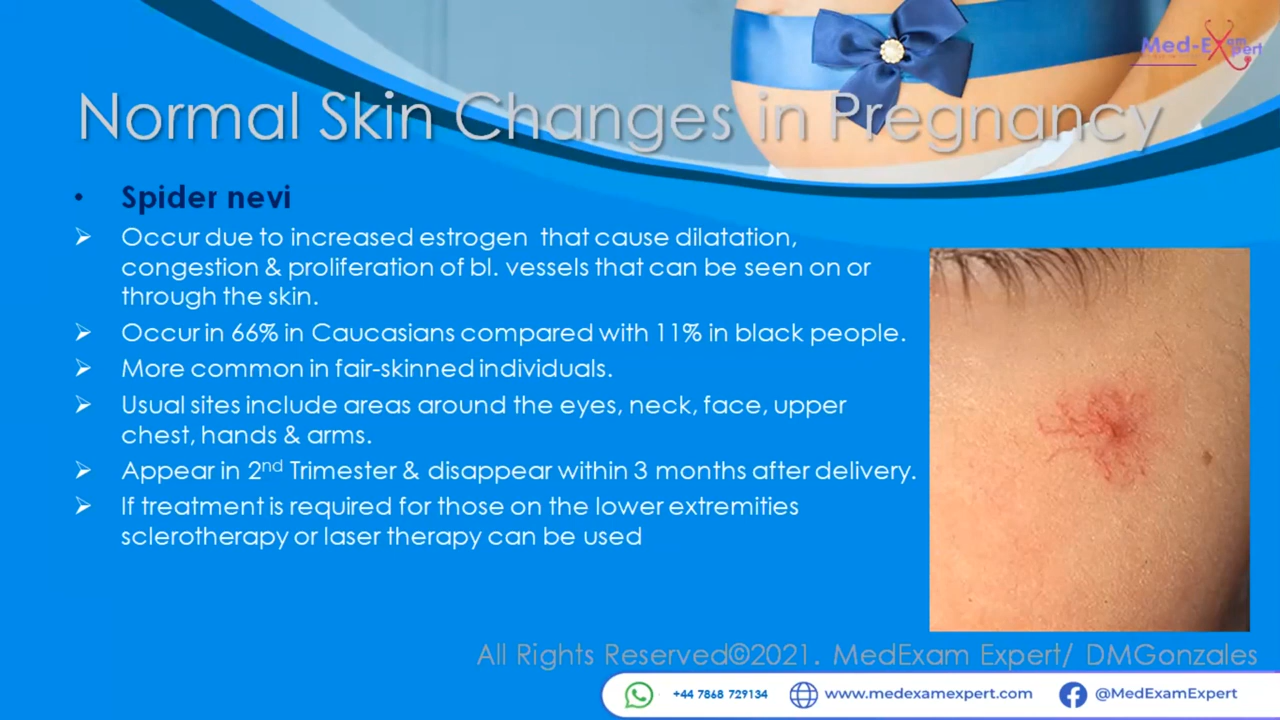 Med-Expert
Normal Skin Changes in Pregnancy
• Spider nevi
➢ Occur due to increased estrogen that cause dilatation,
congestion & proliferation of bl. vessels that can be seen on or
through the skin.
➢ Occur in 66% in Caucasians compared with 11% in black people.
➢ More common in fair-skinned individuals.
➢ Usual sites include areas around the eyes, neck, face, upper
chest, hands & arms.
➢ Appear in 2nd Trimester & disappear within 3 months after delivery.
➢ If treatment is required for those on the lower extremities
sclerotherapy or laser therapy can be used
All Rights Reserved©2021. MedExam Expert/ DMGonzales
+44 7868 729134 www.medexamexpert.com @MedExamExpert